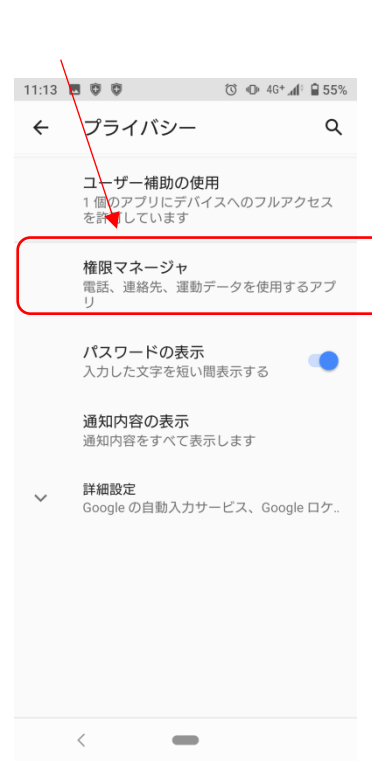 11:13 4G+ 55%
プライバシー
ユーザー補助の使用
1 個のアプリにデバイスへのフルアクセス
を許可しています
権限マネージャ
電話、連絡先、運動データを使用するアプ
リ
パスワードの表示
入力した文字を短い間表示する
通知内容の表示
通知内容をすべて表示します
詳細設定
Google の自動入力サービス、Google ロケ..